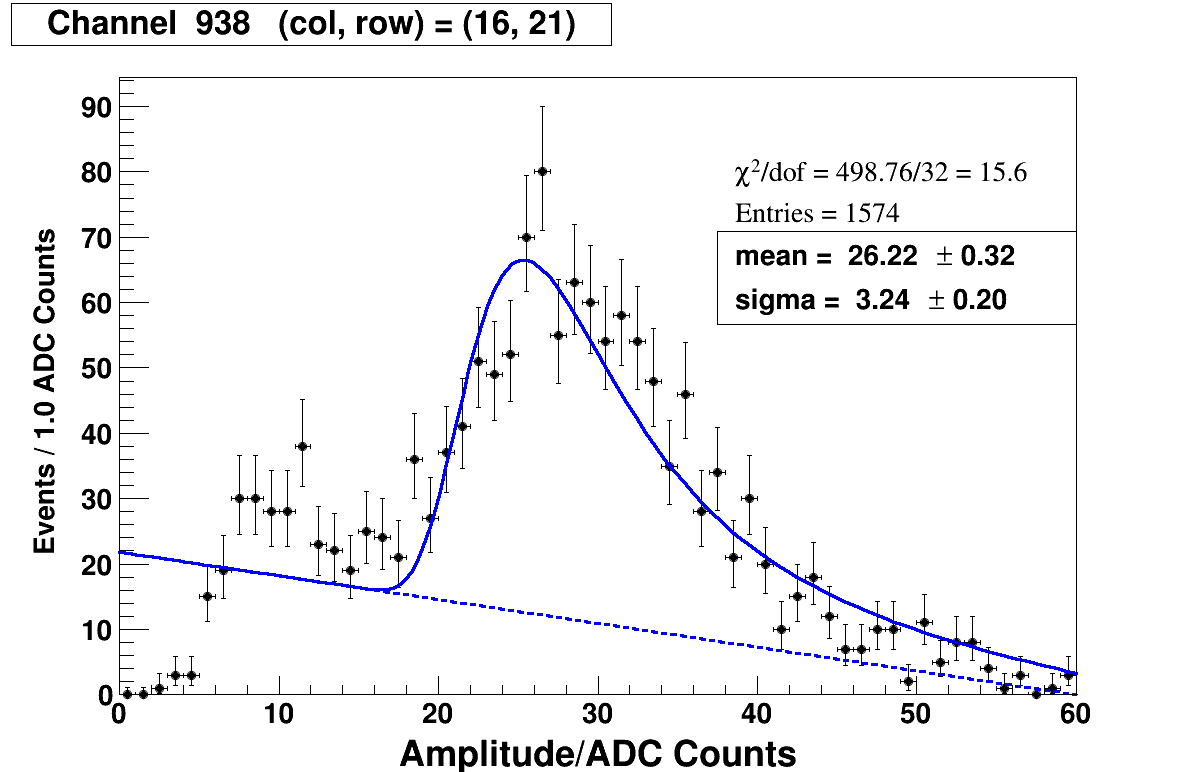 Channel 938 (col, row) = (16, 21)
90
80
70
60
50
40
30
20
10
0
Events / 1.0 ADC Counts
χ²/dof = 498.76/32 = 15.6
Entries = 1574
mean = 26.22 ± 0.32
sigma = 3.24 ± 0.20
0 10 20 30 40 50 60
Amplitude/ADC Counts